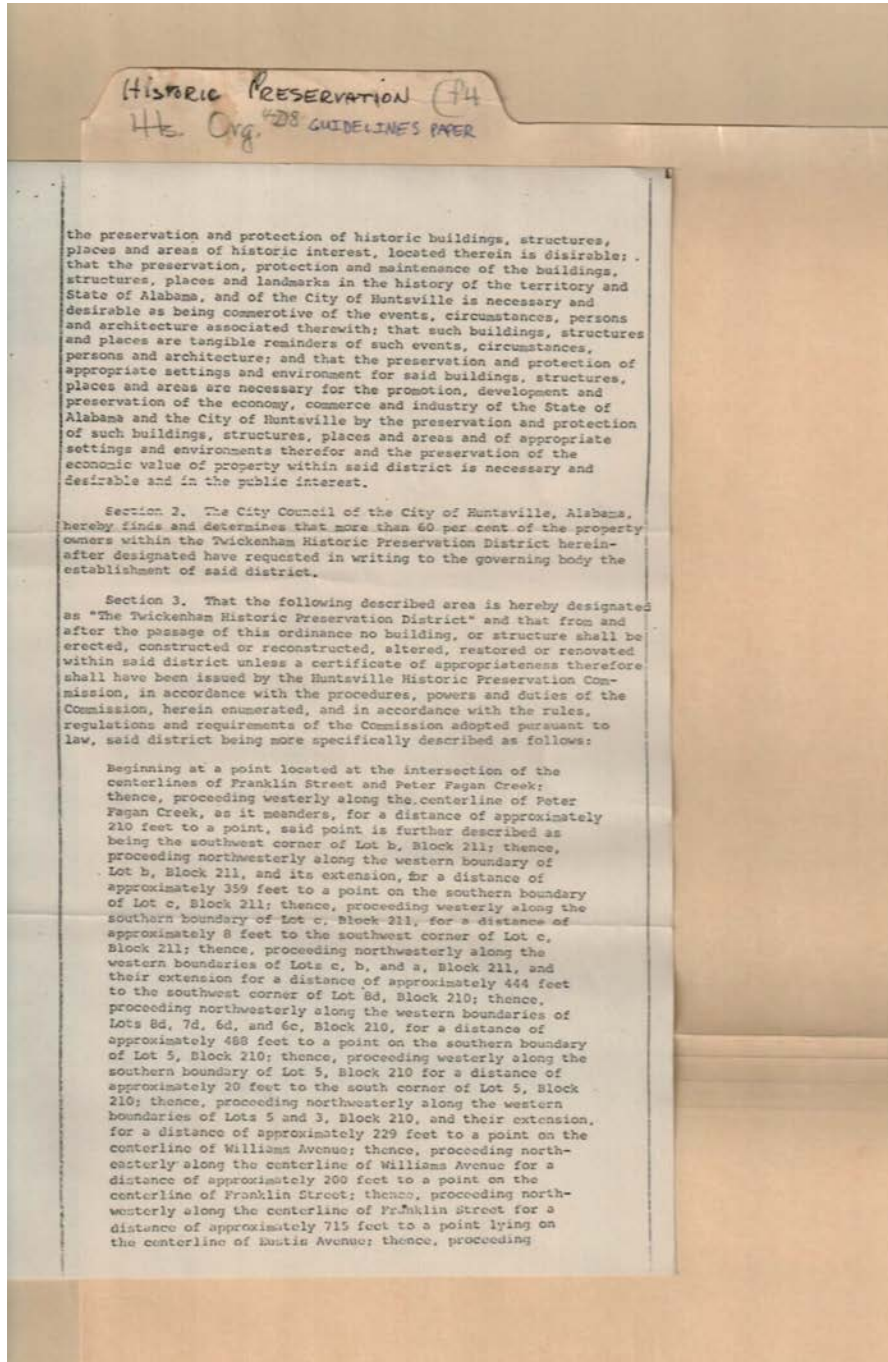 HISTORIC PRESERVATION (P4
Hs. Org. GUIDELINES PAPER
the preservation and protection of historic buildings, structures,
places and areas of historic interest, located therein is disirable;
that the preservation, protection and maintenance of the buildings,
structures, places and landmarks in the history of the territory and
State of Alabama, and of the City of Huntsville is necessary and
desirable as being commerotive of the events, circumstances, persons
and architecture associated therewith; that such buildings, structures
and places are tangible reminders of such events, circumstances,
persons and architecture; and that the preservation and protection of
appropriate settings and environment for said buildings, structures,
places and areas are necessary for the promotion, development and
preservation of the economy, commerce and industry of the State of
Alabama and the City of Huntsville by the preservation and protection
of such buildings, structures, places and areas and of appropriate
settings and environments therefor and the preservation of the
economic value of property within said district is necessary and
desirable and in the public interest.
Section 2. The City Council of the City of Huntsville, Alabama,
hereby finds and determines that more than 60 per cent of the property
owners within the Twickenham Historic Preservation District herein-
after designated have requested in writing to the governing body the
establishment of said district.
Section 3. That the following described area is hereby designated
as "The Twickenham Historic Preservation District" and that from and
after the passage of this ordinance no building, or structure shall be
erected, constructed or reconstructed, altered, restored or renovated
within said district unless a certificate of appropriateness therefore
shall have been issued by the Huntsville Historic Preservation Com-
mission, in accordance with the procedures, powers and duties of the
Commission, herein enumerated, and in accordance with the rules,
regulations and requirements of the Commission adopted pursuant to
law, said district being more specifically described as follows:
Beginning at a point located at the intersection of the
centerlines of Franklin Street and Peter Fagan Creek;
thence, proceeding westerly along the centerline of Peter
Fagan Creek, as it meanders, for a distance of approximately
210 feet to a point, said point is further described as
being the southwest corner of Lot b, Block 211; thence,
proceeding northwesterly along the western boundary of
Lot b, Block 211, and its extension, for a distance of
approximately 359 feet to a point on the southern boundary
of Lot c, Block 211; thence, proceeding westerly along the
southern boundary of Lot c, Block 211, for a distance of
approximately 8 feet to the southwest corner of Lot c,
Block 211; thence, proceeding northwesterly along the
western boundaries of Lots c, b, and a, Block 211, and
their extension for a distance of approximately 444 feet
to the southwest corner of Lot 8d, Block 210; thence,
proceeding northwesterly along the western boundaries of
Lots 8d, 7d, 6d, and 6c, Block 210, for a distance of
approximately 488 feet to a point on the southern boundary
of Lot 5, Block 210; thence, proceeding westerly along the
southern boundary of Lot 5, Block 210 for a distance of
approximately 20 feet to the south corner of Lot 5, Block
210; thence, proceeding northwesterly along the western
boundaries of Lots 5 and 3, Block 210, and their extension,
for a distance of approximately 229 feet to a point on the
centerline of Williams Avenue; thence, proceeding north-
easterly along the centerline of Williams Avenue for a
distance of approximately 200 feet to a point on the
centerline of Franklin Street; thence, proceeding north-
westerly along the centerline of Franklin Street for a
distance of approximately 715 feet to a point lying on
the centerline of Eustis Avenue; thence, proceeding